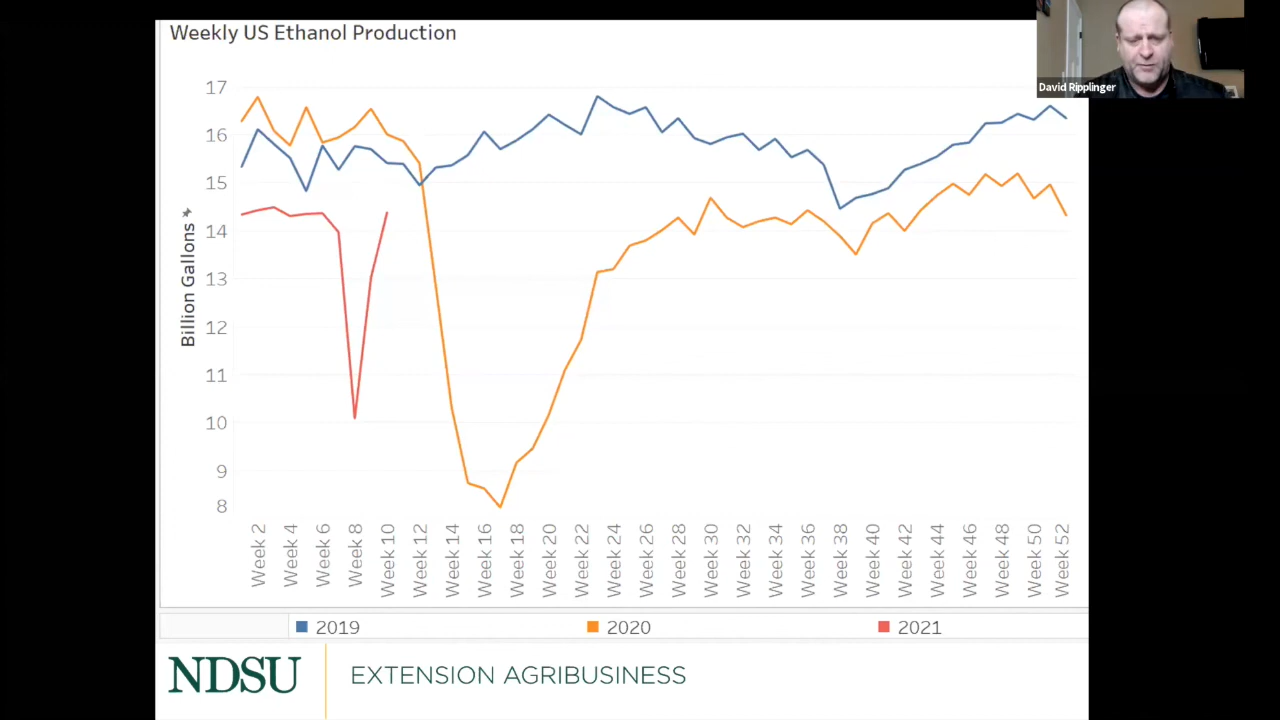 Weekly US Ethanol Production
David Ripplinger
Billion Gallons
17
16
15
14
13
12
11
10
9
8
Week 2
Week 4
Week 6
Week 8
Week 10
Week 12
Week 14
Week 16
Week 18
Week 20
Week 22
Week 24
Week 26
Week 28
Week 30
Week 32
Week 34
Week 36
Week 38
Week 40
Week 42
Week 44
Week 46
Week 48
Week 50
Week 52
2019
2020
2021
NDSU
EXTENSION AGRIBUSINESS